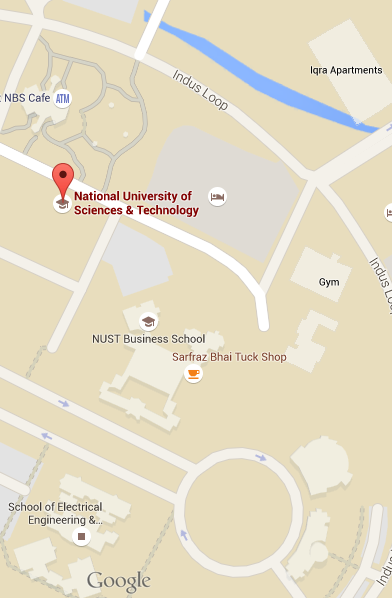 Indus Loop
Iqra Apartments
: NBS Cafe
ATM
National University of
Sciences & Technology
Indus Loop
Gym
NUST Business School
Sarfraz Bhai Tuck Shop
School of Electrical
Engineering &...
Google
Indus